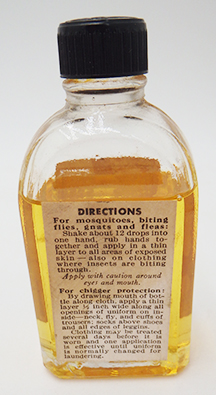 DIRECTIONS
For mosquitoes, biting
flies, gnats and fleas:
Shake about 12 drops into
one hand, rub hands to-
gether and apply in a thin
layer to all areas of exposed
skin — also on clothing
where insects are biting
through.
Apply with caution around
eyes and mouth.
For chigger protection:
By drawing mouth of bot-
tle along cloth, apply a thin
layer ½ inch wide along all
openings of uniform on in-
side—neck, fly, and cuffs of
trousers; socks above shoes
and all edges of leggins.
Clothing may be treated
several days before it is
worn and one application
is effective until uniform
is normally changed for
laundering.